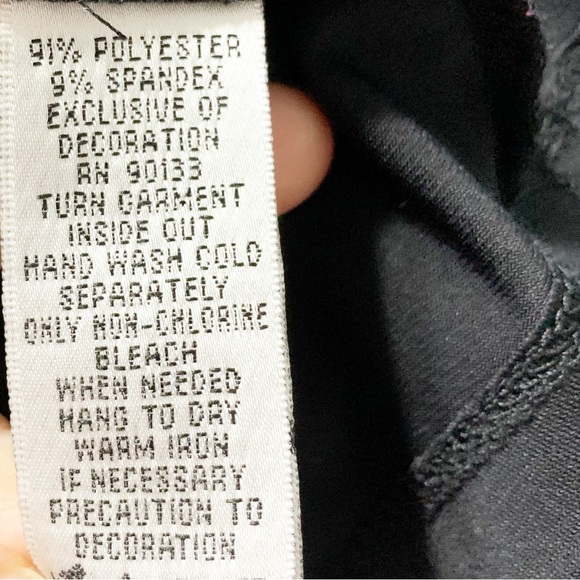 91% POLYESTER
9% SPANDEX
EXCLUSIVE OF
DECORATION
RN 90133
TURN GARMENT
INSIDE OUT
HAND WASH COLD
SEPARATELY
ONLY NON-CHLORINE
BLEACH
WHEN NEEDED
HANG TO DRY
WARM IRON
IF NECESSARY
PRECAUTION TO
DECORATION